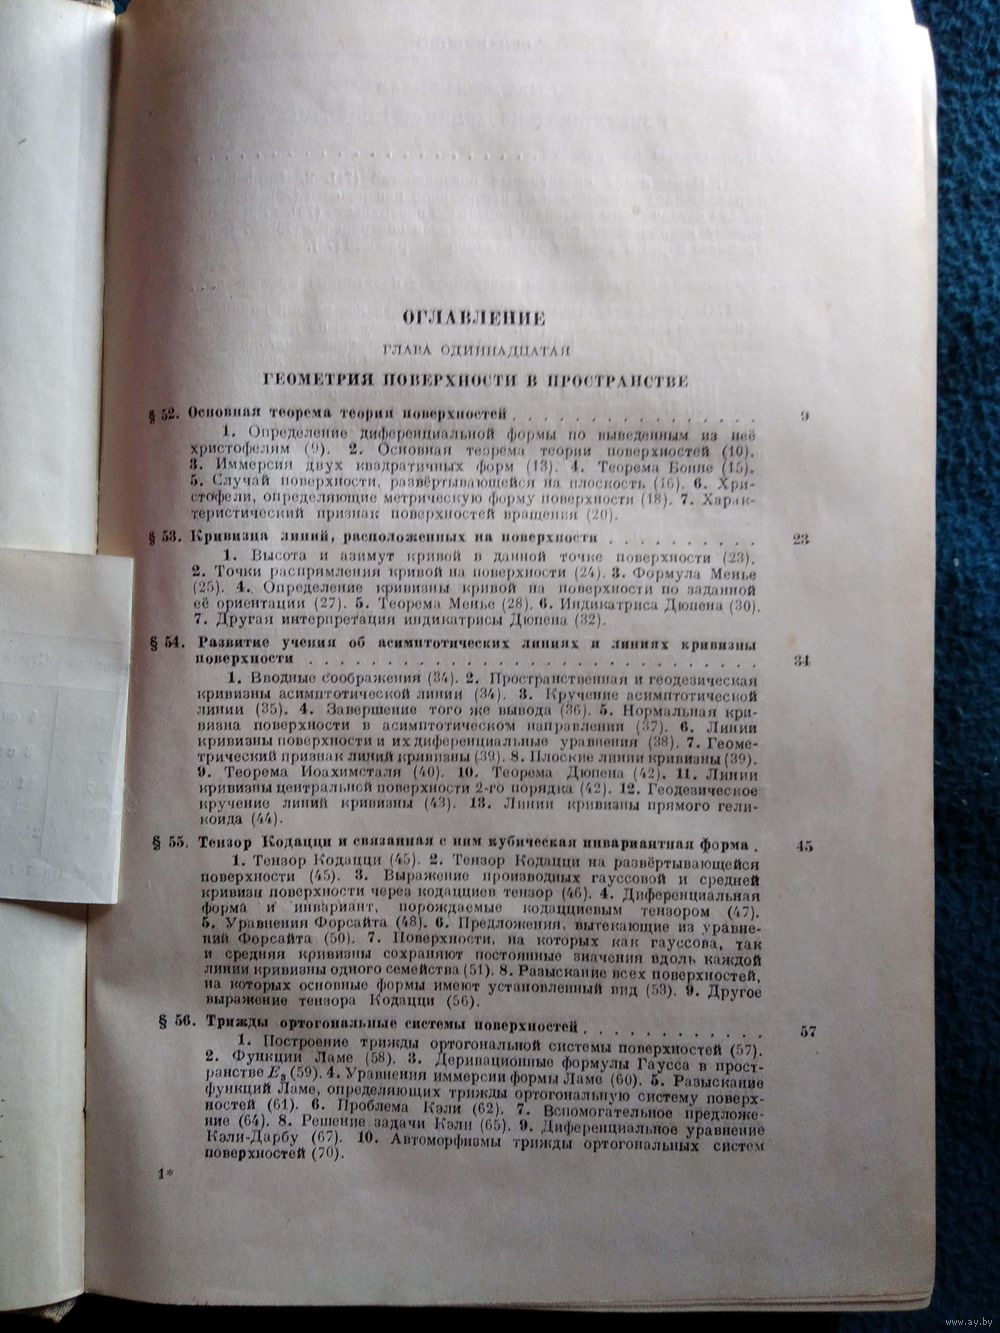 ОГЛАВЛЕНИЕ
ГЛАВА ОДИННАДЦАТАЯ
ГЕОМЕТРИЯ ПОВЕРХНОСТИ В ПРОСТРАНСТВЕ
§ 52. Основная теорема теории поверхностей . . . . . . . . . . . . . . . 9
1. Определение диференциальной формы по выведенным из неё
христофелям (9). 2. Основная теорема теории поверхностей (10).
3. Иммерсия двух квадратичных форм (13). 4. Теорема Бонне (15).
5. Случай поверхности, развёртывающейся на плоскость (16). 6. Хри-
стофели, определяющие метрическую форму поверхности (18). 7. Харак-
теристический признак поверхностей вращения (20).
§ 53. Кривизна линий, расположенных на поверхности . . . . . . . . . . 23
1. Высота и азимут кривой в данной точке поверхности (23).
2. Точки распрямления кривой на поверхности (24). 3. Формула Менье
(25). 4. Определение кривизны кривой на поверхности по заданной
её ориентации (27). 5. Теорема Менье (28). 6. Индикатриса Дюпена (30).
7. Другая интерпретация индикатрисы Дюпена (32).
§ 54. Развитие учения об асимптотических линиях и линиях кривизны
поверхности . . . . . . . . . . . . . . . . . . . . . . . . . . . . 34
1. Вводные соображения (34). 2. Пространственная и геодезическая
кривизны асимптотической линии (34). 3. Кручение асимптотической
линии (35). 4. Завершение того же вывода (36). 5. Нормальная кри-
визна поверхности в асимптотическом направлении (37). 6. Линии
кривизны поверхности и их диференциальные уравнения (38). 7. Геоме-
трический признак линий кривизны (39). 8. Плоские линии кривизны (39).
9. Теорема Иоахимсталя (40). 10. Теорема Дюпена (42). 11. Линии
кривизны центральной поверхности 2-го порядка (42). 12. Геодезическое
кручение линий кривизны (43). 13. Линии кривизны прямого гели-
коида (44).
§ 55. Тензор Кодацци и связанная с ним кубическая инвариантная форма . 45
1. Тензор Кодацци (45). 2. Тензор Кодацци на развёртывающейся
поверхности (45). 3. Выражение производных гауссовой и средней
кривизн поверхности через кодацциев тензор (46). 4. Диференциальная
форма и инвариант, порождаемые кодацциевым тензором (47).
5. Уравнения Форсайта (48). 6. Предложения, вытекающие из уравне-
ний Форсайта (50). 7. Поверхности, на которых как гауссова, так
и средняя кривизны сохраняют постоянные значения вдоль каждой
линии кривизны одного семейства (51). 8. Разыскание всех поверхностей,
на которых основные формы имеют установленный вид (53). 9. Другое
выражение тензора Кодацци (56).
§ 56. Трижды ортогональные системы поверхностей . . . . . . . . . . . . 57
1. Построение трижды ортогональной системы поверхностей (57).
2. Функции Ламе (58). 3. Деривационные формулы Гаусса в прост-
ранстве E₃ (59). 4. Уравнения иммерсии формы Ламе (60). 5. Разыскание
функций Ламе, определяющих трижды ортогональную систему поверх-
ностей (61). 6. Проблема Кэли (62). 7. Вспомогательное предложе-
ние (64). 8. Решение задачи Кэли (65). 9. Диференциальное уравнение
Кэли-Дарбу (67). 10. Автоморфизмы трижды ортогональных систем
поверхностей (70).
1*
www.ay.by